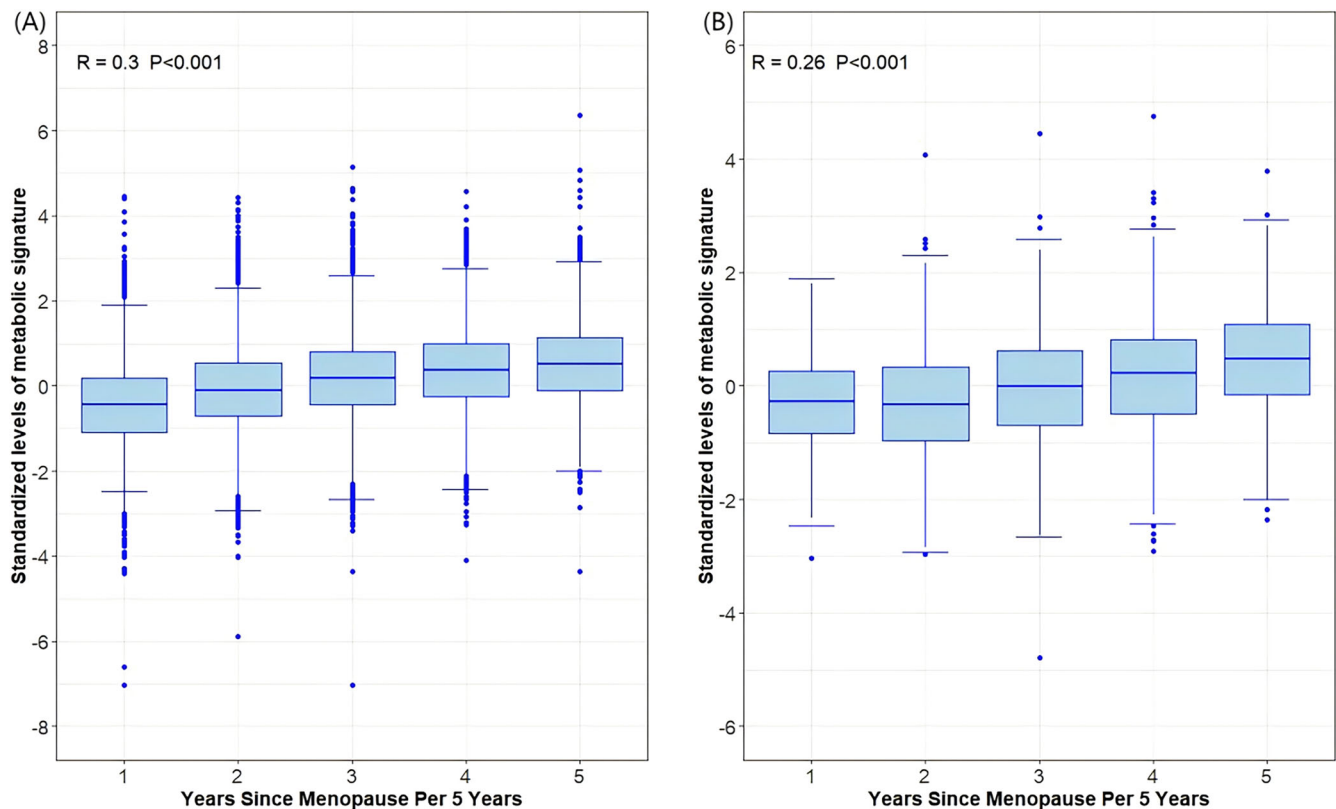 (A)
R = 0.3 P<0.001
8
6
4
2
0
-2
-4
-6
-8
Standardized levels of metabolic signature
1 2 3 4 5
Years Since Menopause Per 5 Years
(B)
R = 0.26 P<0.001
6
4
2
0
-2
-4
-6
Standardized levels of metabolic signature
1 2 3 4 5
Years Since Menopause Per 5 Years